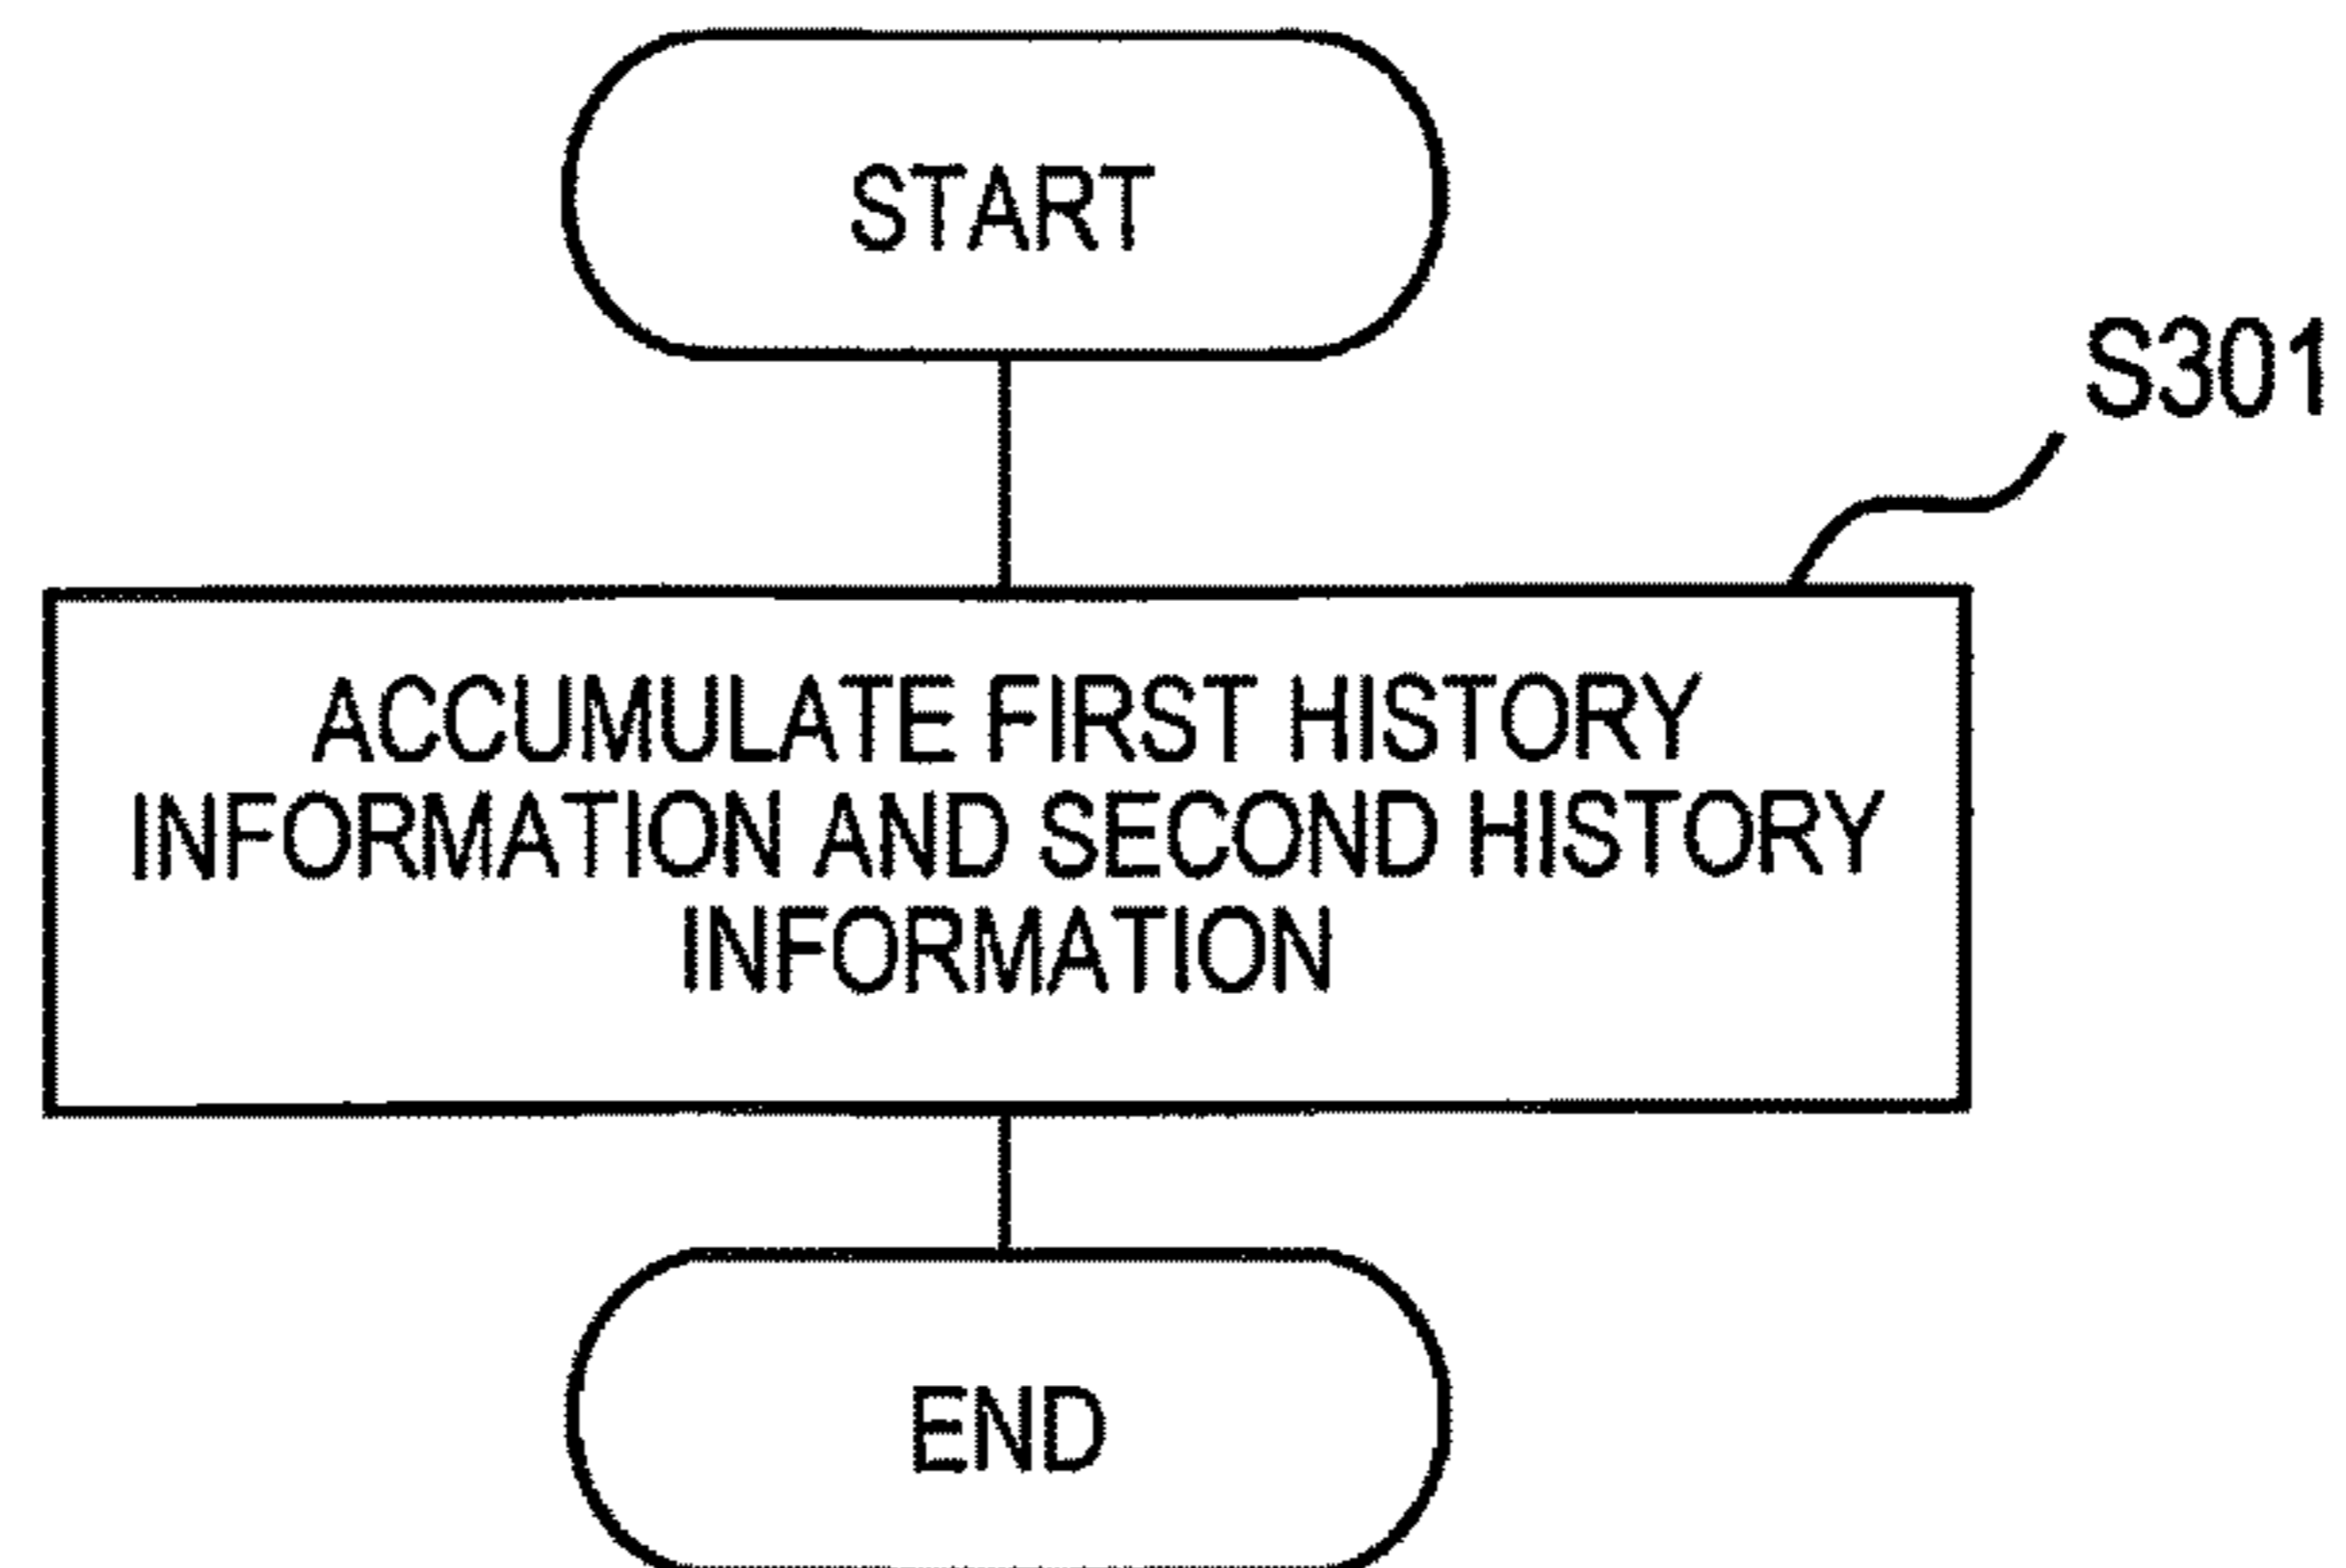 START
S301
ACCUMULATE FIRST HISTORY
INFORMATION AND SECOND HISTORY
INFORMATION
END